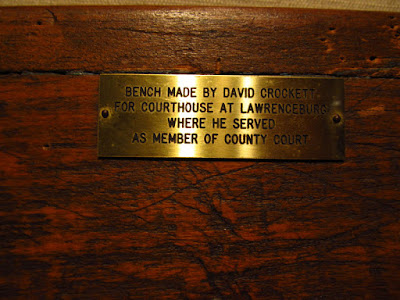 BENCH MADE BY DAVID CROCKETT
FOR COURTHOUSE AT LAWRENCEBURG
WHERE HE SERVED
AS MEMBER OF COUNTY COURT